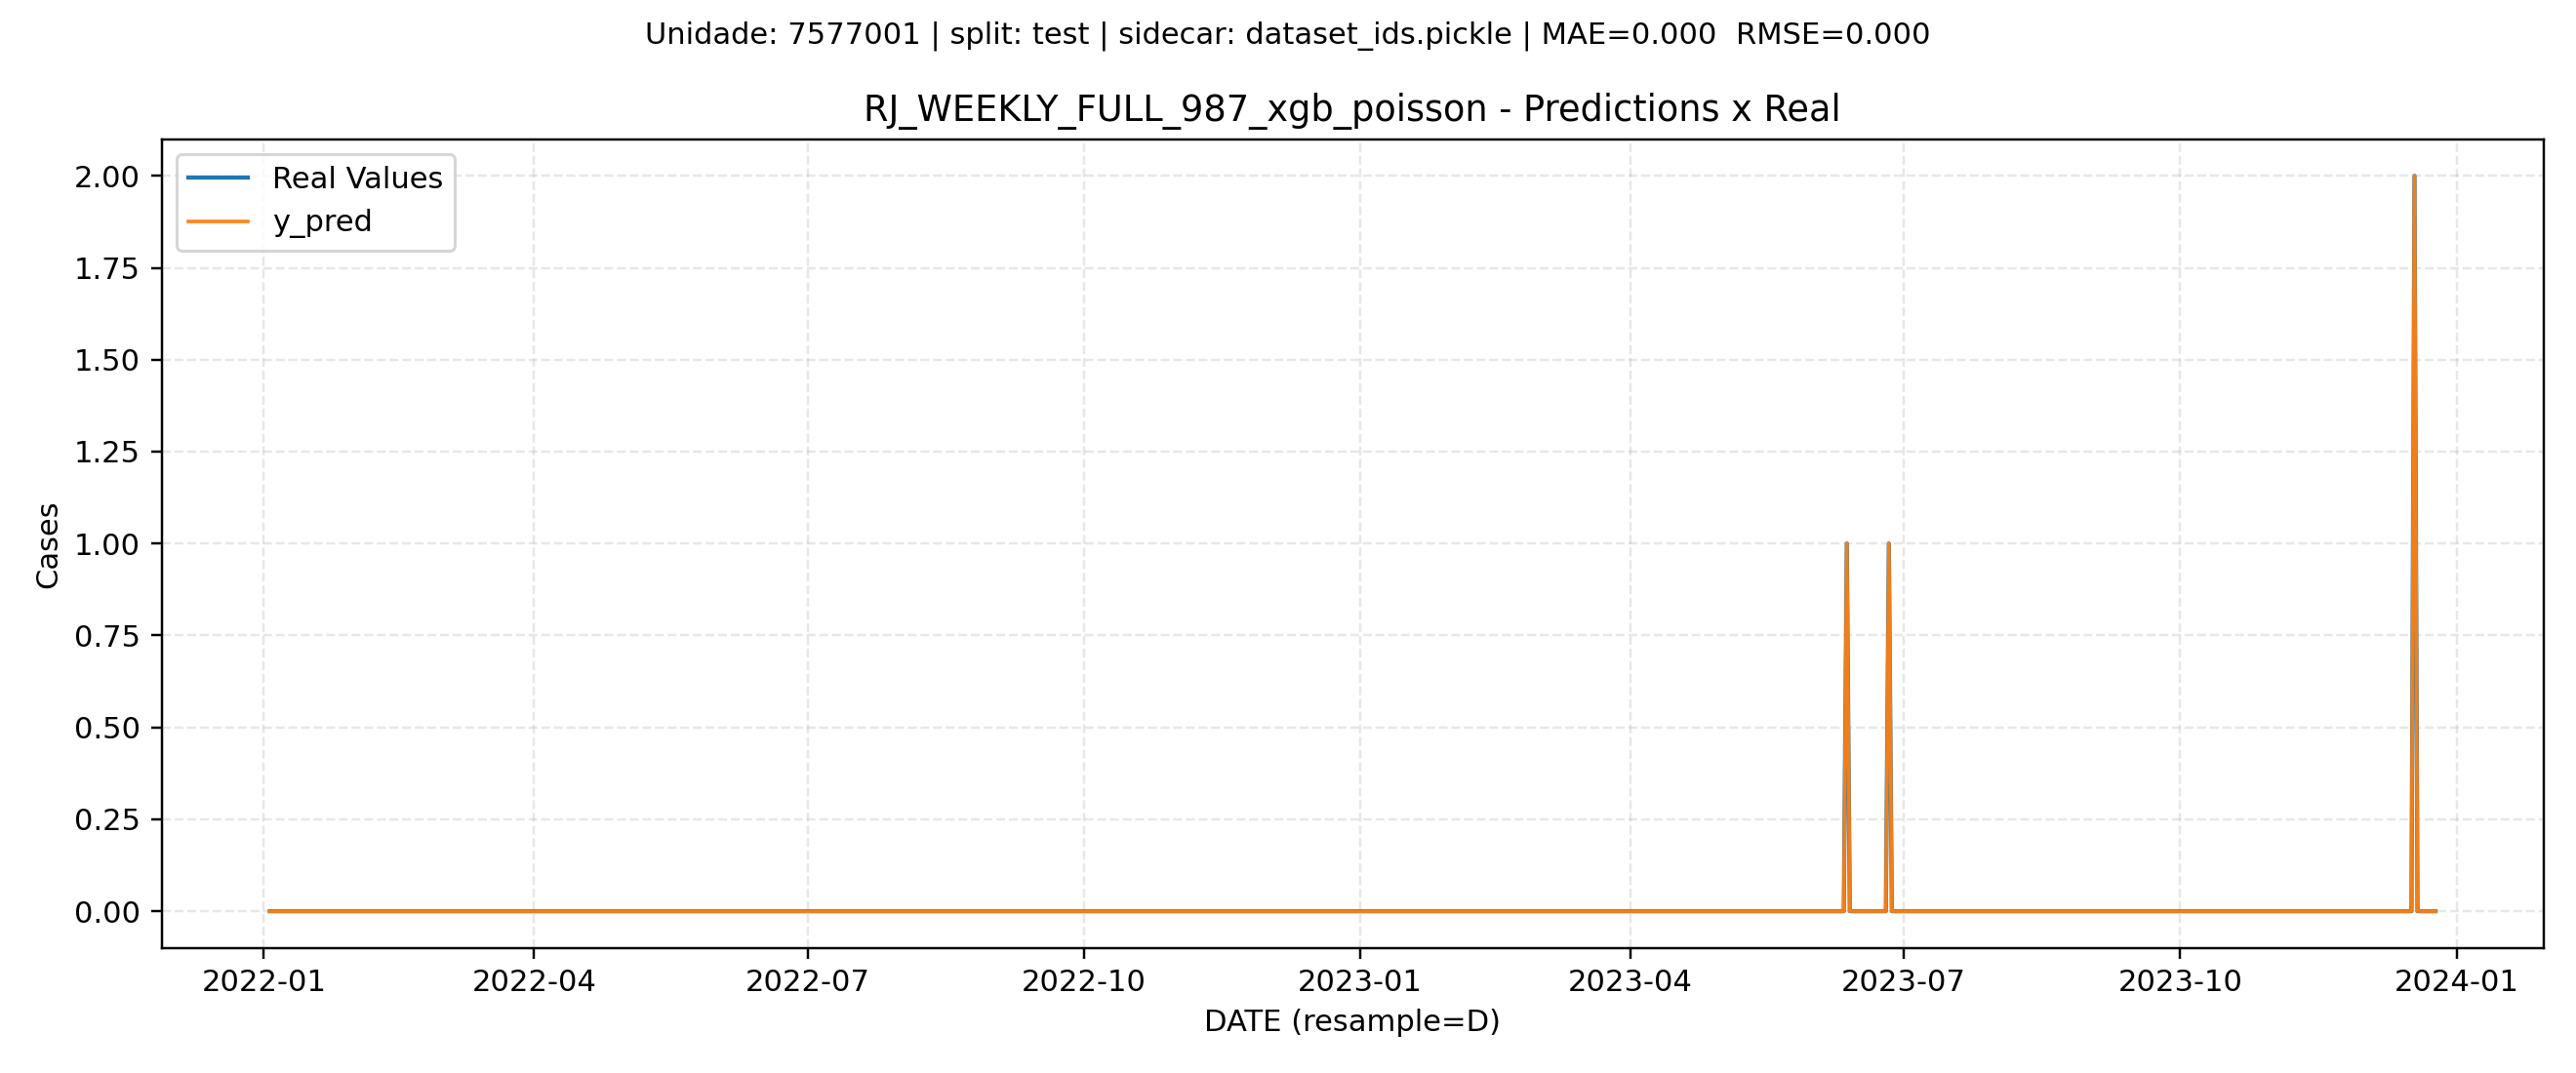 Unidade: 7577001 | split: test | sidecar: dataset_ids.pickle | MAE=0.000  RMSE=0.000
RJ_WEEKLY_FULL_987_xgb_poisson - Predictions x Real
Real Values
y_pred
2.00
1.75
1.50
1.25
1.00
0.75
0.50
0.25
0.00
Cases
2022-01 2022-04 2022-07 2022-10 2023-01 2023-04 2023-07 2023-10 2024-01
DATE (resample=D)